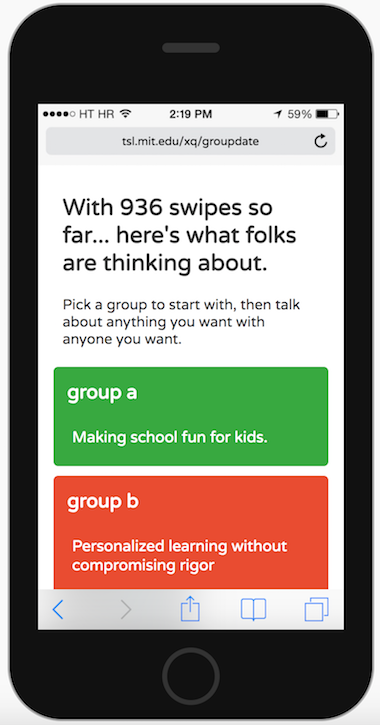 HT HR 2:19 PM 59%
tsl.mit.edu/xq/groupdate
With 936 swipes so
far... here's what folks
are thinking about.
Pick a group to start with, then talk
about anything you want with
anyone you want.
group a
Making school fun for kids.
group b
Personalized learning without
compromising rigor